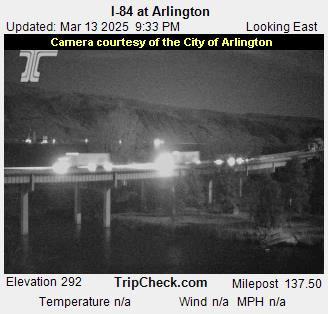 I-84 at Arlington
Updated: Mar 13 2025 9:33 PM Looking East
Camera courtesy of the City of Arlington
Elevation 292 TripCheck.com Milepost 137.50
Temperature n/a Wind n/a MPH n/a